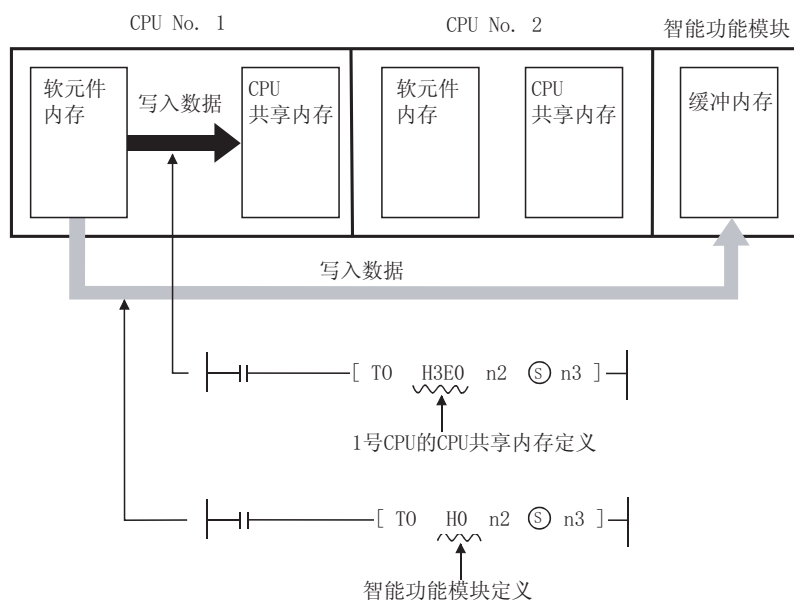 CPU No. 1
CPU No. 2
智能功能模块
软元件
内存
写入数据
CPU
共享内存
软元件
内存
CPU
共享内存
缓冲内存
写入数据
[ TO H3E0 n2 Ⓢ n3 ]
1号CPU的CPU共享内存定义
[ TO H0 n2 Ⓢ n3 ]
智能功能模块定义